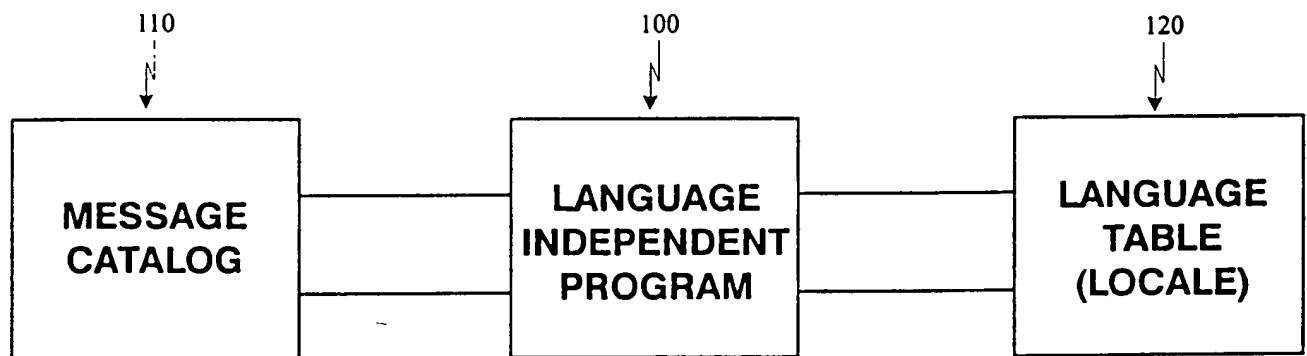 110
100
120
MESSAGE
CATALOG
LANGUAGE
INDEPENDENT
PROGRAM
LANGUAGE
TABLE
(LOCALE)